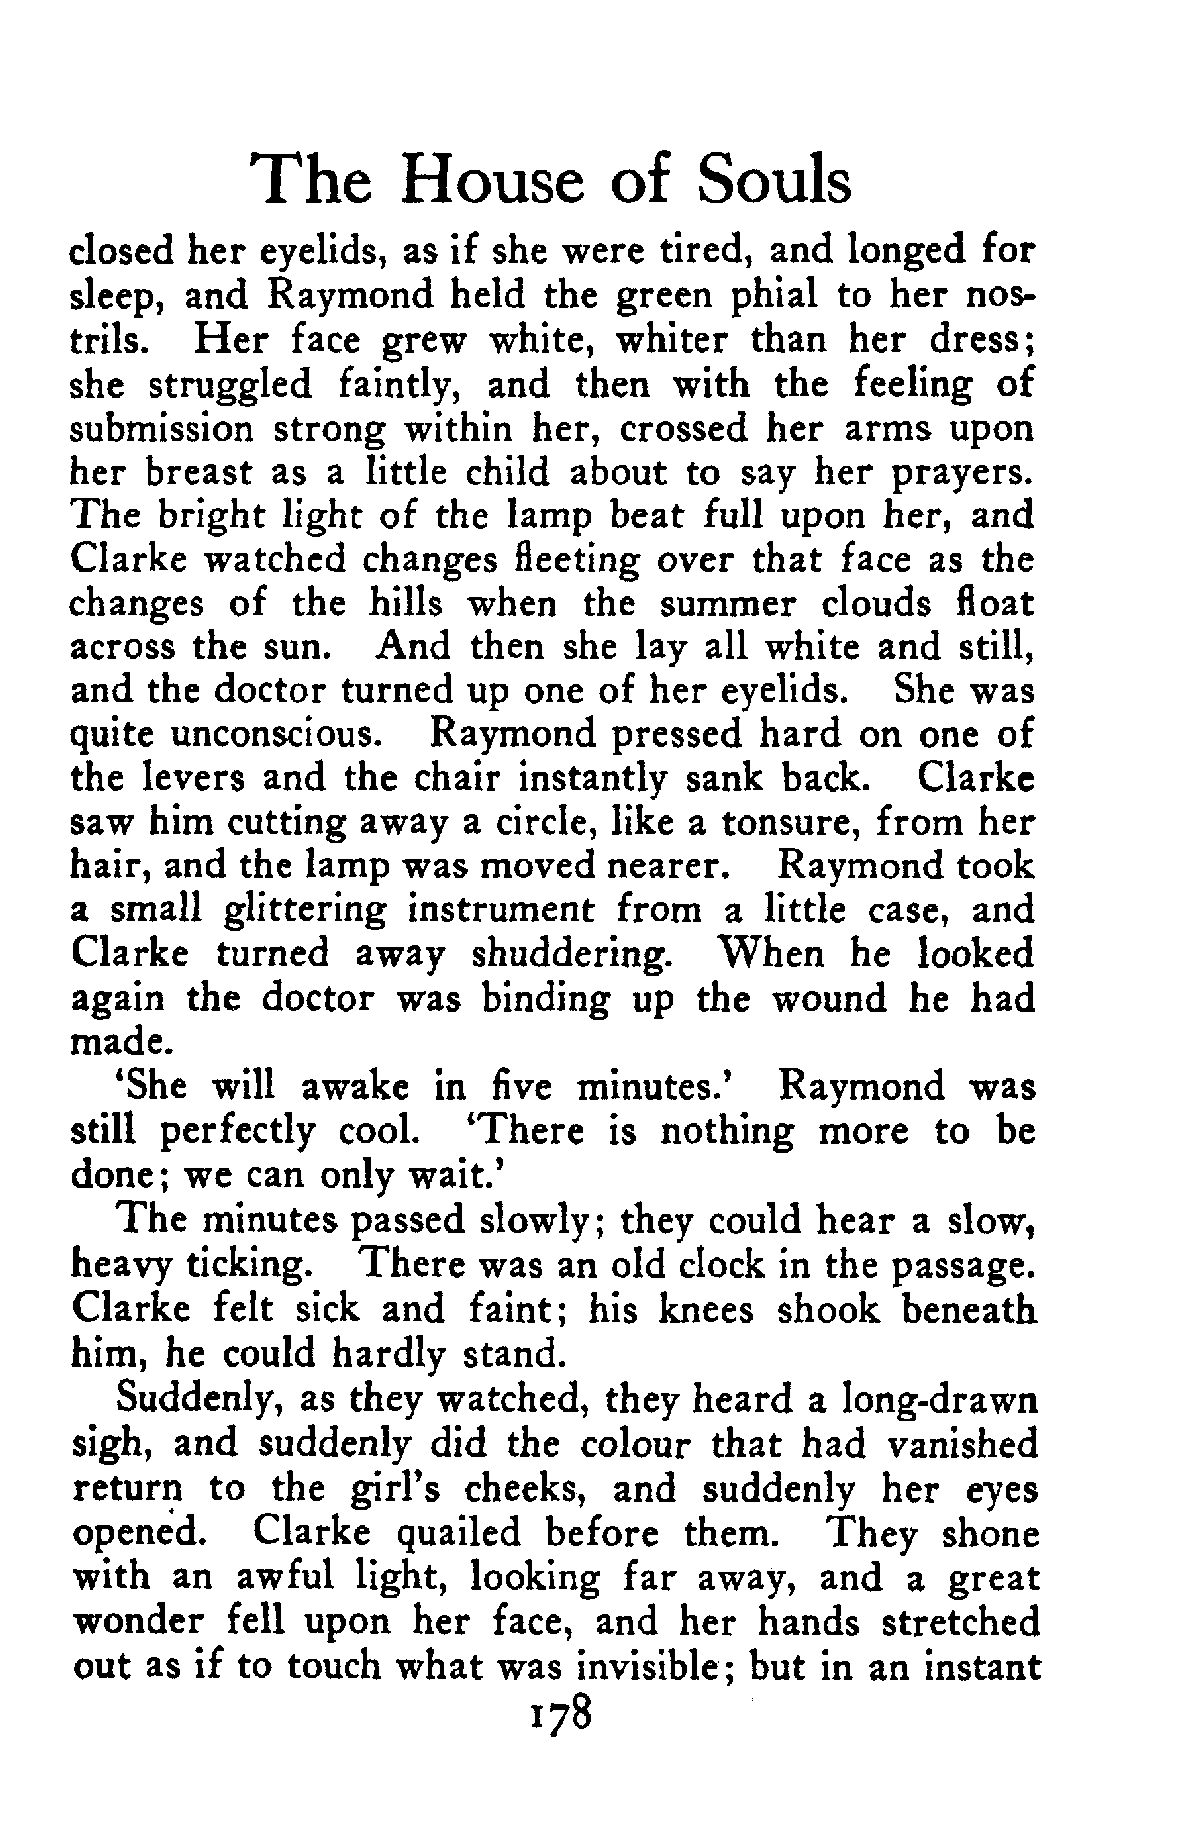 The House of Souls
closed her eyelids, as if she were tired, and longed for
sleep, and Raymond held the green phial to her nos-
trils. Her face grew white, whiter than her dress;
she struggled faintly, and then with the feeling of
submission strong within her, crossed her arms upon
her breast as a little child about to say her prayers.
The bright light of the lamp beat full upon her, and
Clarke watched changes fleeting over that face as the
changes of the hills when the summer clouds float
across the sun. And then she lay all white and still,
and the doctor turned up one of her eyelids. She was
quite unconscious. Raymond pressed hard on one of
the levers and the chair instantly sank back. Clarke
saw him cutting away a circle, like a tonsure, from her
hair, and the lamp was moved nearer. Raymond took
a small glittering instrument from a little case, and
Clarke turned away shuddering. When he looked
again the doctor was binding up the wound he had
made.
‘She will awake in five minutes.’ Raymond was
still perfectly cool. ‘There is nothing more to be
done; we can only wait.’
The minutes passed slowly; they could hear a slow,
heavy ticking. There was an old clock in the passage.
Clarke felt sick and faint; his knees shook beneath
him, he could hardly stand.
Suddenly, as they watched, they heard a long-drawn
sigh, and suddenly did the colour that had vanished
return to the girl’s cheeks, and suddenly her eyes
opened. Clarke quailed before them. They shone
with an awful light, looking far away, and a great
wonder fell upon her face, and her hands stretched
out as if to touch what was invisible; but in an instant
178